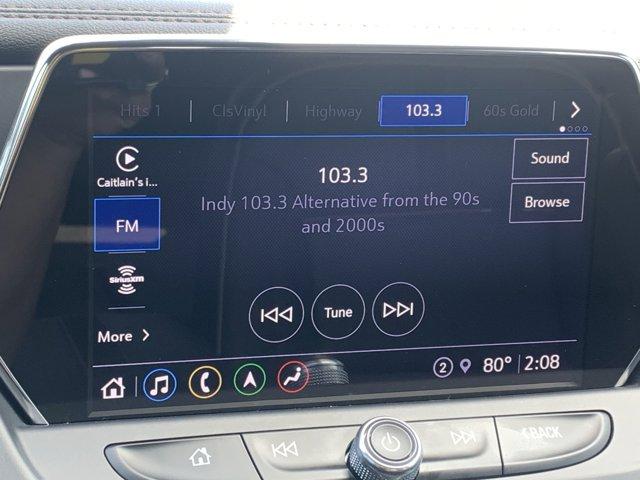 Hits 1
ClsVinyl
Highway
103.3
60s Gold
Caitlain's i...
103.3
Sound
Indy 103.3 Alternative from the 90s
and 2000s
Browse
FM
SiriusXM
Tune
More
2
80°
2:08
BACK